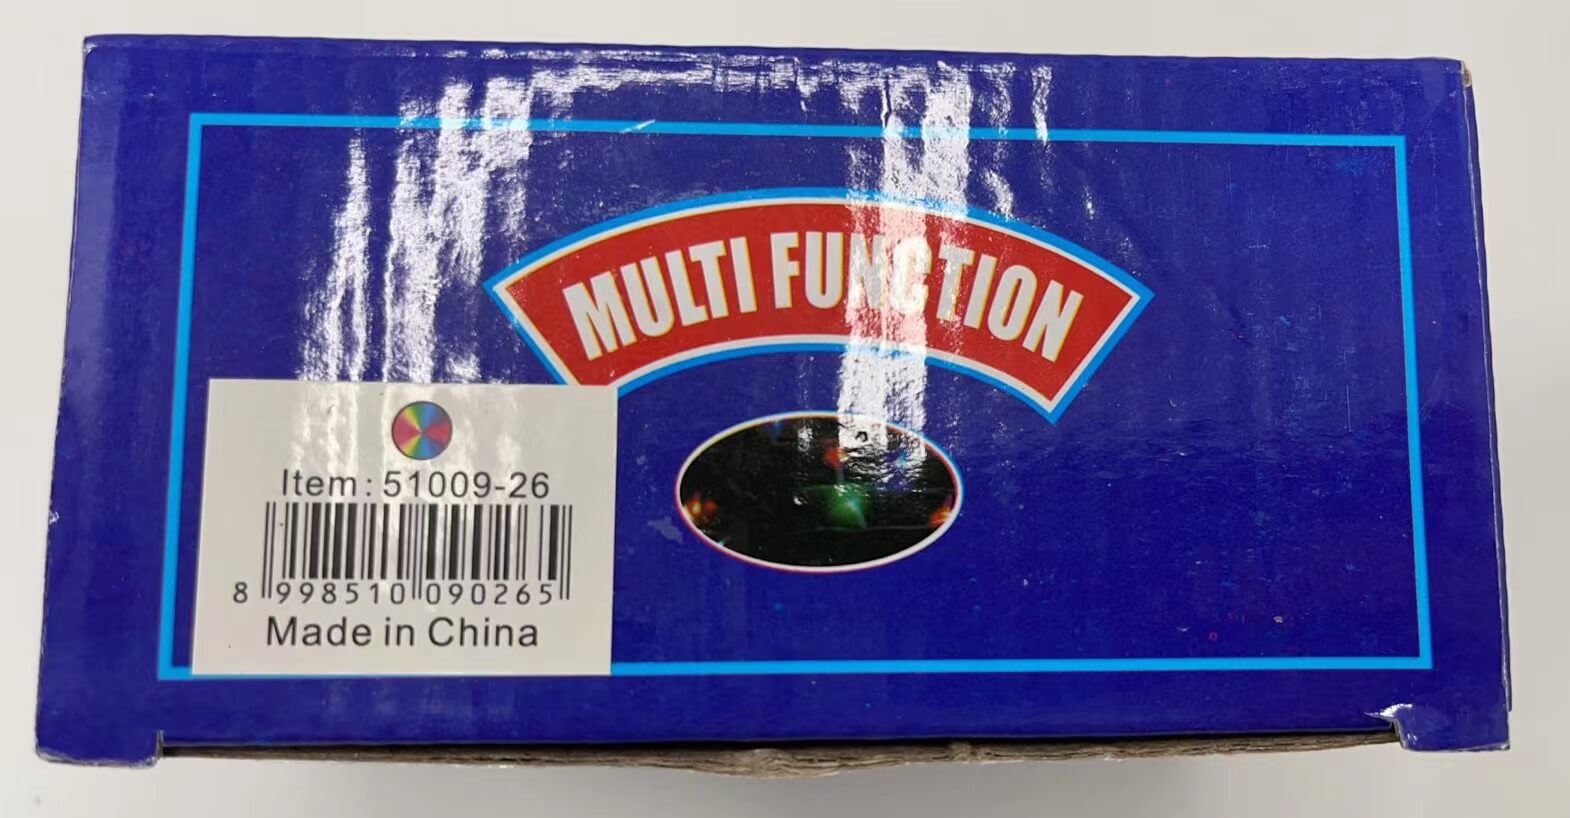 MULTI FUNCTION
Item: 51009-26
8 998510 090265
Made in China